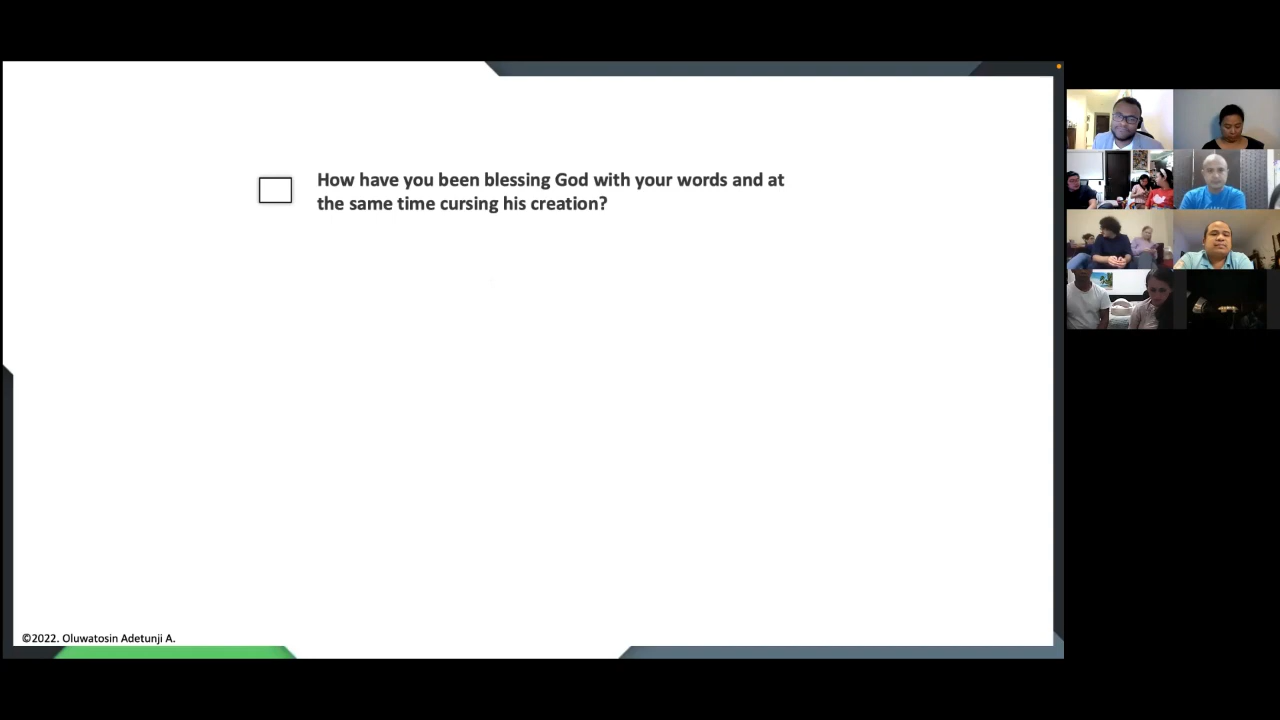 How have you been blessing God with your words and at
the same time cursing his creation?
©2022. Oluwatosin Adetunji A.